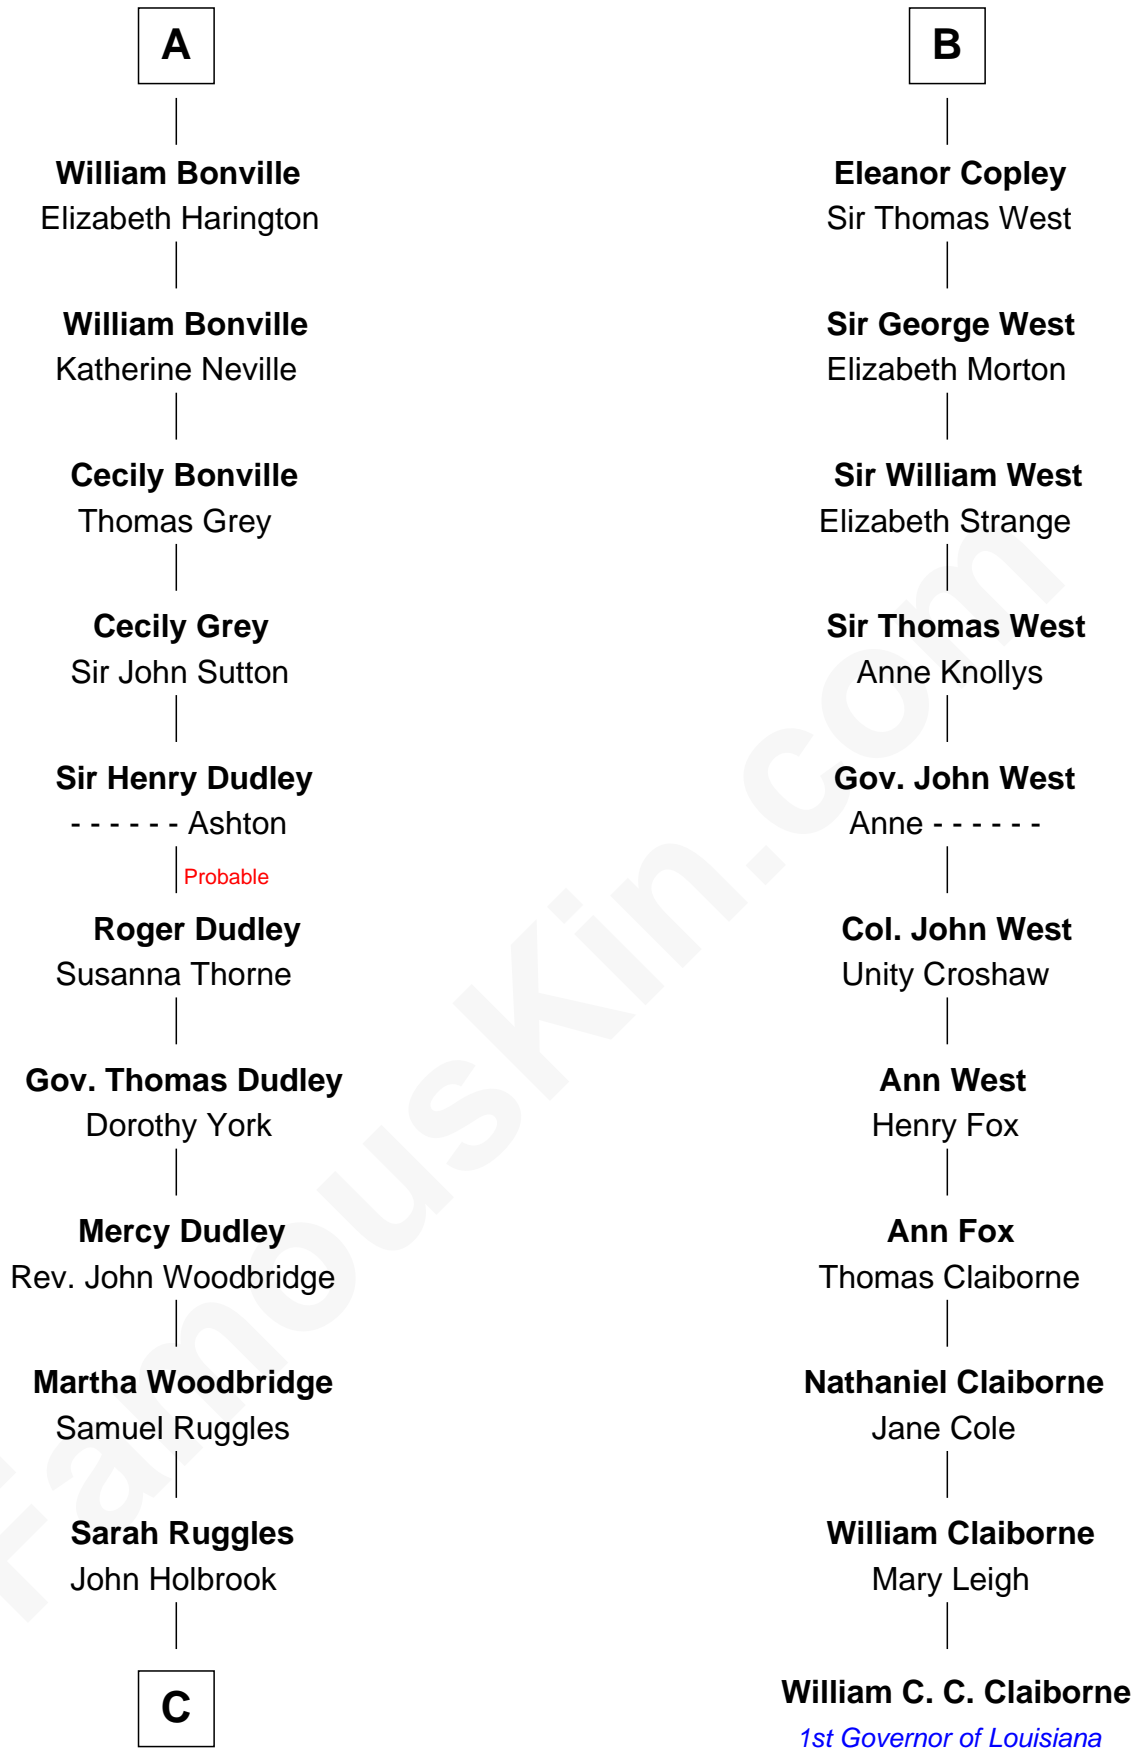 A
William Bonville
Elizabeth Harington
William Bonville
Katherine Neville
Cecily Bonville
Thomas Grey
Cecily Grey
Sir John Sutton
Sir Henry Dudley
- - - - - - Ashton
Probable
Roger Dudley
Susanna Thorne
Gov. Thomas Dudley
Dorothy York
Mercy Dudley
Rev. John Woodbridge
Martha Woodbridge
Samuel Ruggles
Sarah Ruggles
John Holbrook
C
B
Eleanor Copley
Sir Thomas West
Sir George West
Elizabeth Morton
Sir William West
Elizabeth Strange
Sir Thomas West
Anne Knollys
Gov. John West
Anne - - - - - -
Col. John West
Unity Croshaw
Ann West
Henry Fox
Ann Fox
Thomas Claiborne
Nathaniel Claiborne
Jane Cole
William Claiborne
Mary Leigh
William C. C. Claiborne
1st Governor of Louisiana
FamousKin.com